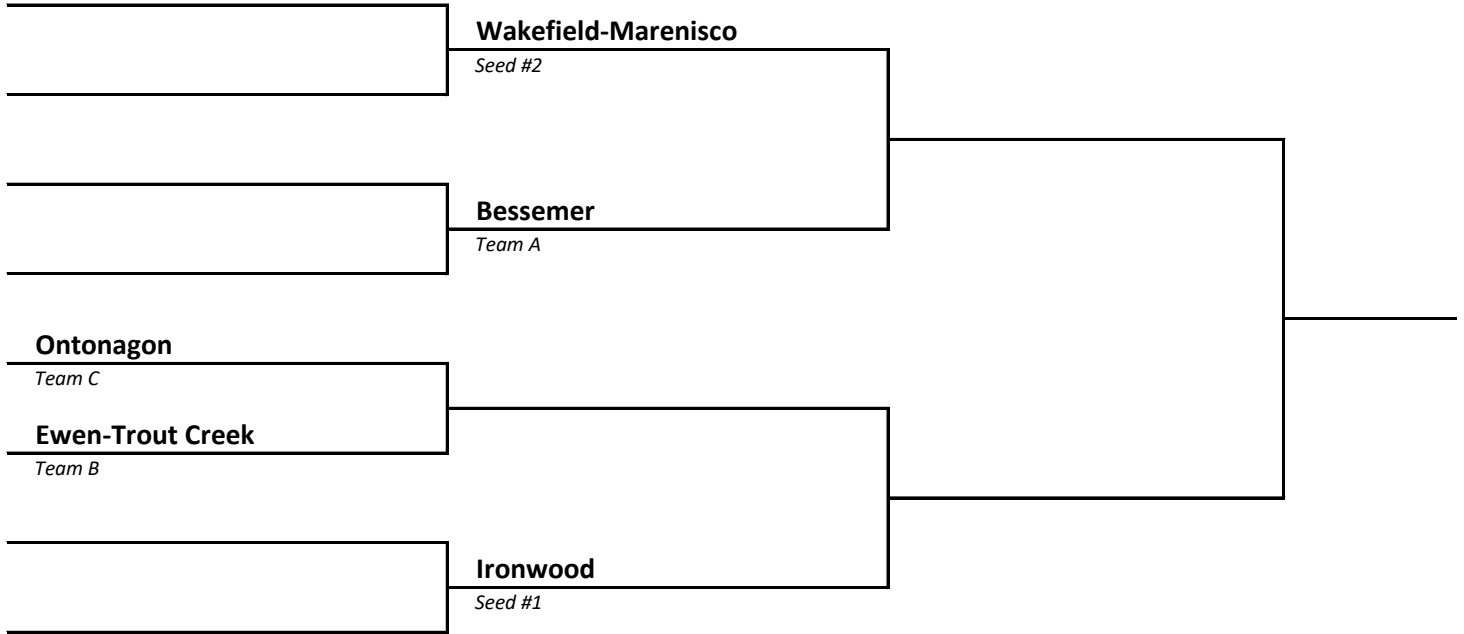 Wakefield-Marenisco
Seed #2
Bessemer
Team A
Ontonagon
Team C
Ewen-Trout Creek
Team B
Ironwood
Seed #1